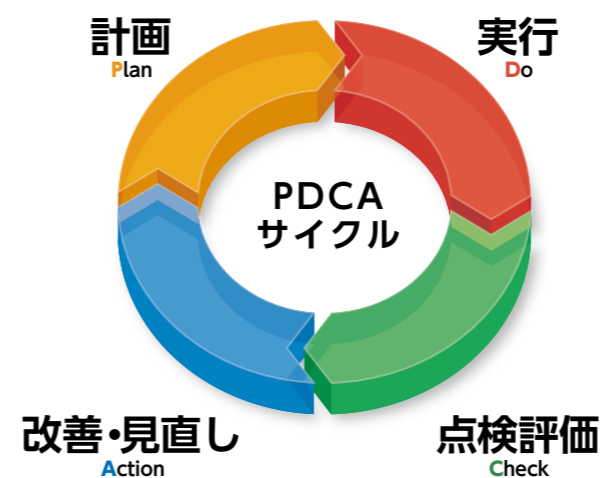 計画
Plan
実行
Do
PDCA
サイクル
改善・見直し
Action
点検評価
Check